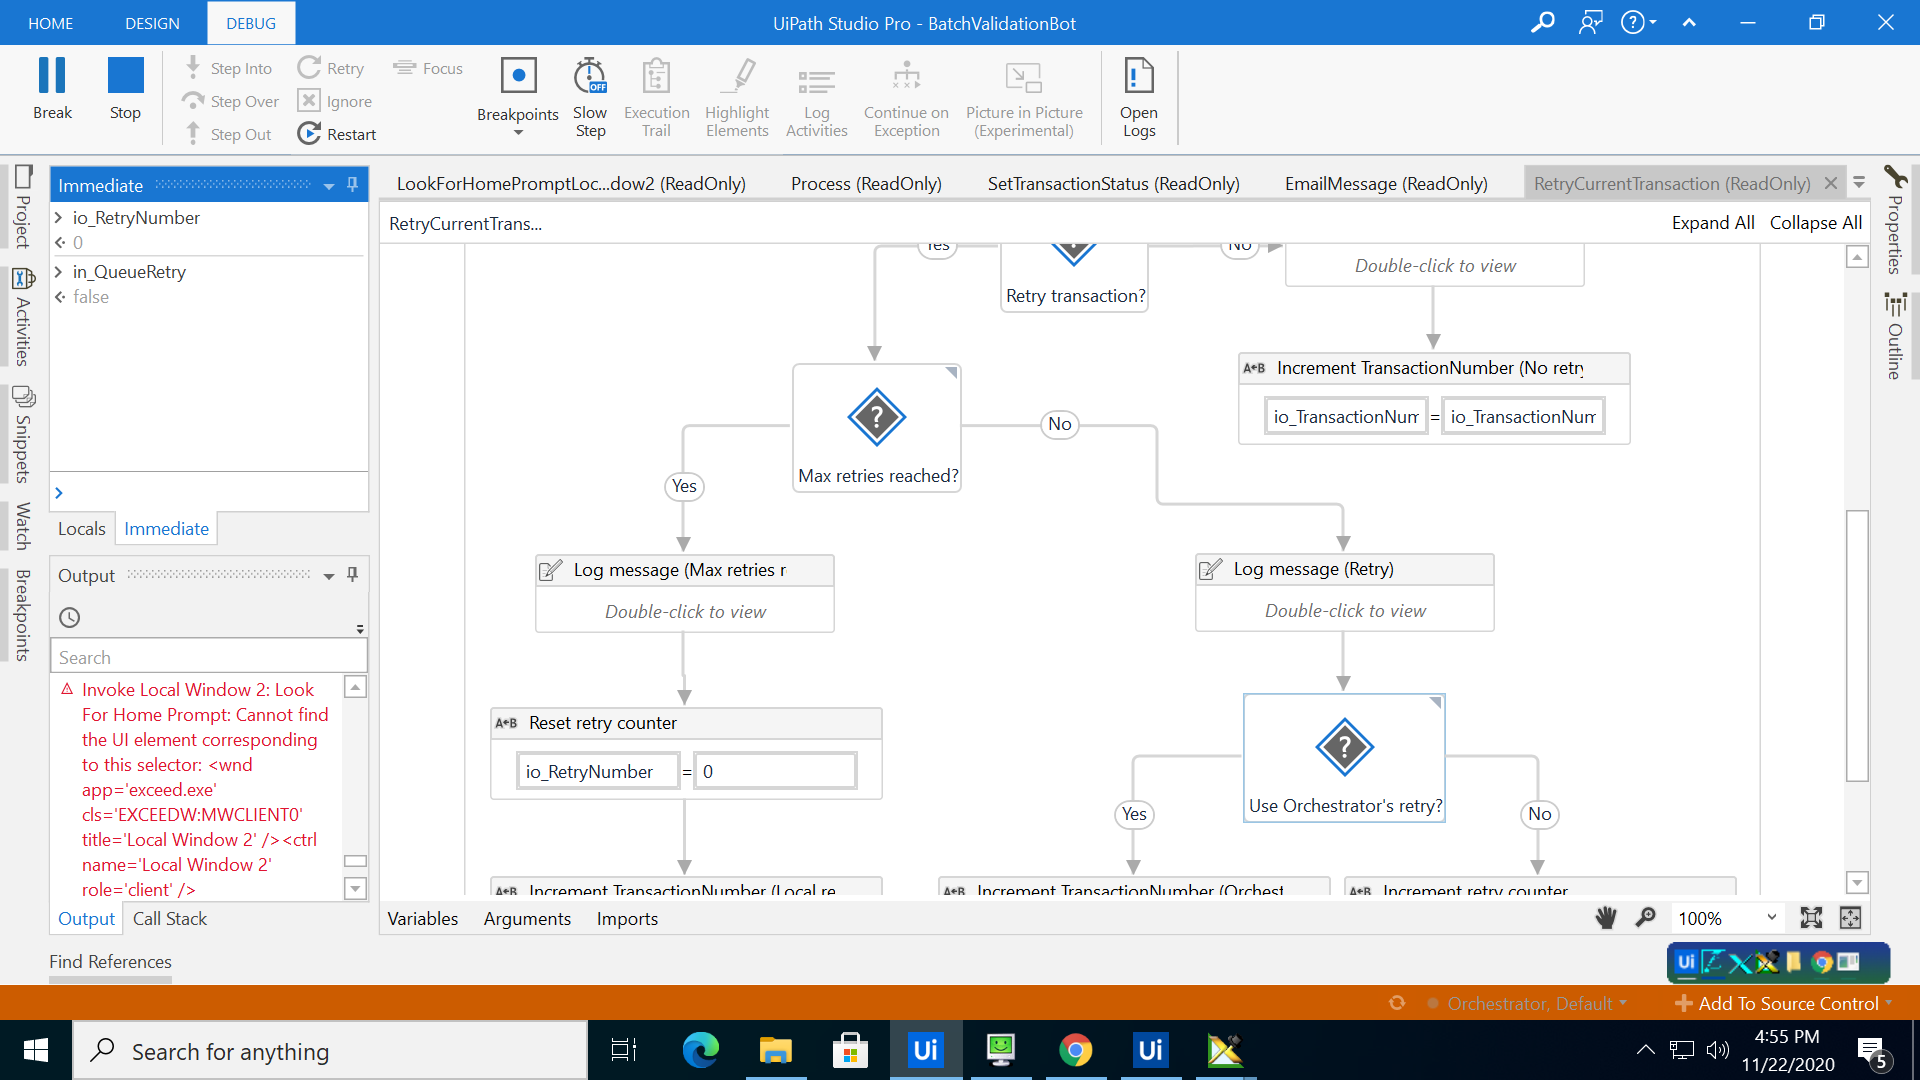 HOME DESIGN DEBUG
UiPath Studio Pro - BatchValidationBot
Break
Stop
Step Into
Step Over
Step Out
Retry
Ignore
Restart
Focus
Breakpoints
Slow
Step
OFF
Execution
Trail
Highlight
Elements
Log
Activities
Continue on
Exception
Picture in Picture
(Experimental)
Open
Logs
Project
Activities
Snippets
Watch
Breakpoints
Immediate
io_RetryNumber
0
in_QueueRetry
false
Locals Immediate
Output
Search
Invoke Local Window 2: Look
For Home Prompt: Cannot find
the UI element corresponding
to this selector: <wnd
app='exceed.exe'
cls='EXCEEDW:MWCLIENT0'
title='Local Window 2' /><ctrl
name='Local Window 2'
role='client' />
Output Call Stack
Find References
LookForHomePromptLoc...dow2 (ReadOnly) Process (ReadOnly) SetTransactionStatus (ReadOnly) EmailMessage (ReadOnly) RetryCurrentTransaction (ReadOnly)
RetryCurrentTrans...
Expand All Collapse All
Yes
No
Retry transaction?
Double-click to view
A+B Increment TransactionNumber (No retry
io_TransactionNum = io_TransactionNum
?
Max retries reached?
No
Yes
Log message (Max retries r
Double-click to view
Log message (Retry)
Double-click to view
A+B Reset retry counter
io_RetryNumber = 0
?
Use Orchestrator's retry?
Yes
No
A+B Increment TransactionNumber (Local re
A+B Increment TransactionNumber (Orchest
A+B Increment retry counter
Variables Arguments Imports
100%
Properties
Outline
Ui
Orchestrator, Default
Add To Source Control
Search for anything
Ui
Ui
4:55 PM
11/22/2020
5